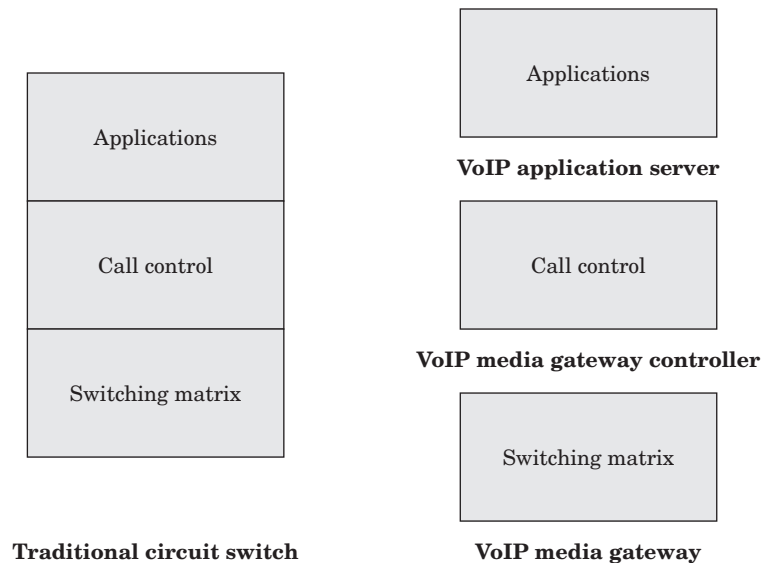 Applications
Call control
Switching matrix
Traditional circuit switch
Applications
VoIP application server
Call control
VoIP media gateway controller
Switching matrix
VoIP media gateway